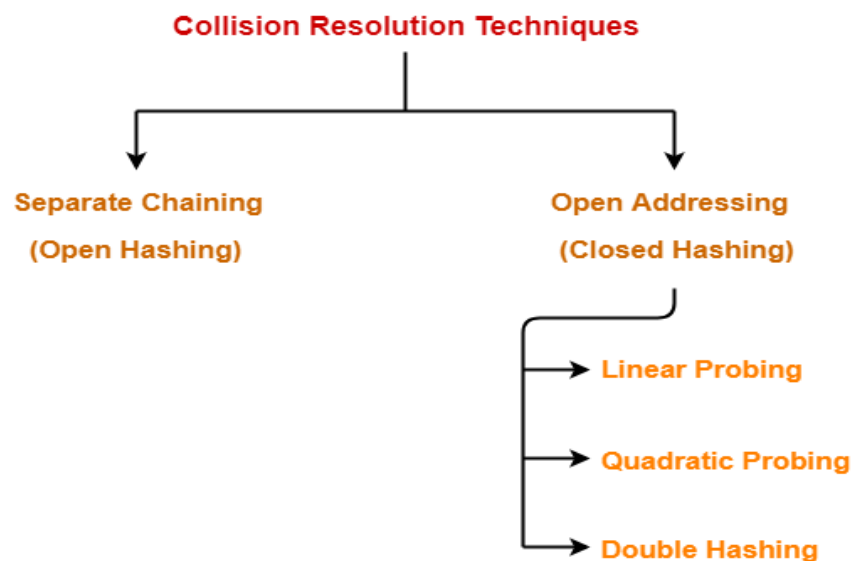 Collision Resolution Techniques
Separate Chaining
(Open Hashing)
Open Addressing
(Closed Hashing)
Linear Probing
Quadratic Probing
Double Hashing